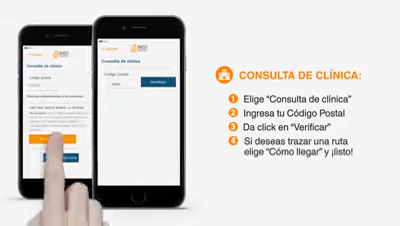 IMSS
Consulta de clínica
Código postal
IMSS
Consulta de clínica
Código postal
Verificar
CONSULTA DE CLÍNICA:
1 Elige “Consulta de clínica”
2 Ingresa tu Código Postal
3 Da click en “Verificar”
4 Si deseas trazar una ruta
elige “Cómo llegar” y ¡listo!